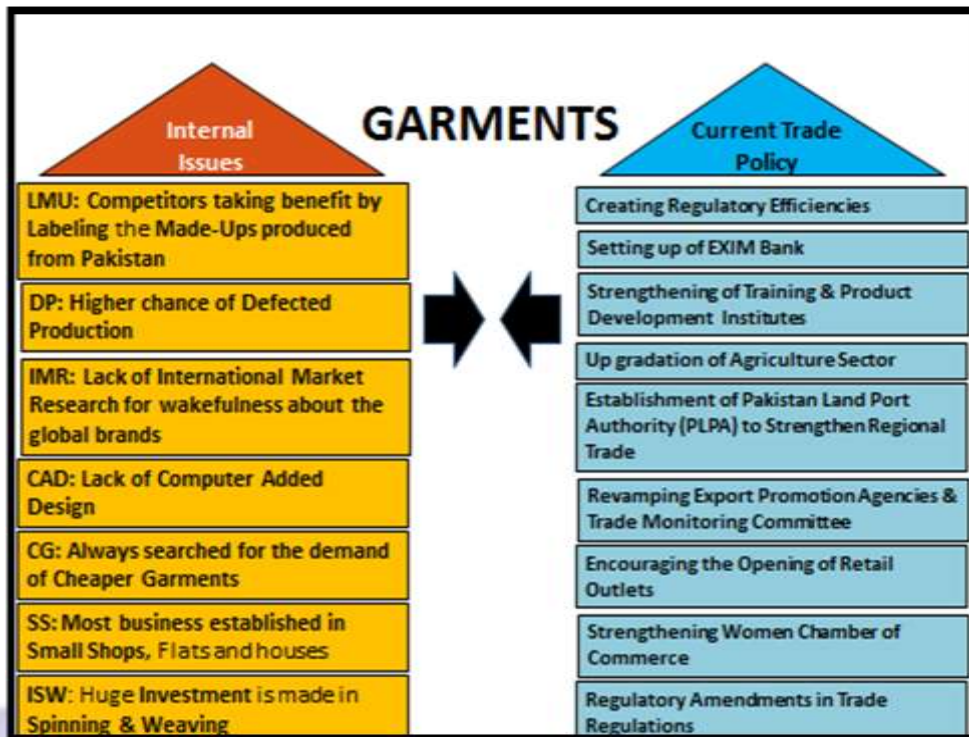 GARMENTS
Internal
Issues
LMU: Competitors taking benefit by
Labeling the Made-Ups produced
from Pakistan
DP: Higher chance of Defected
Production
IMR: Lack of International Market
Research for wakefulness about the
global brands
CAD: Lack of Computer Added
Design
CG: Always searched for the demand
of Cheaper Garments
SS: Most business established in
Small Shops, Flats and houses
ISW: Huge Investment is made in
Spinning & Weaving
Current Trade
Policy
Creating Regulatory Efficiencies
Setting up of EXIM Bank
Strengthening of Training & Product
Development Institutes
Up gradation of Agriculture Sector
Establishment of Pakistan Land Port
Authority (PLPA) to Strengthen Regional
Trade
Revamping Export Promotion Agencies &
Trade Monitoring Committee
Encouraging the Opening of Retail
Outlets
Strengthening Women Chamber of
Commerce
Regulatory Amendments in Trade
Regulations